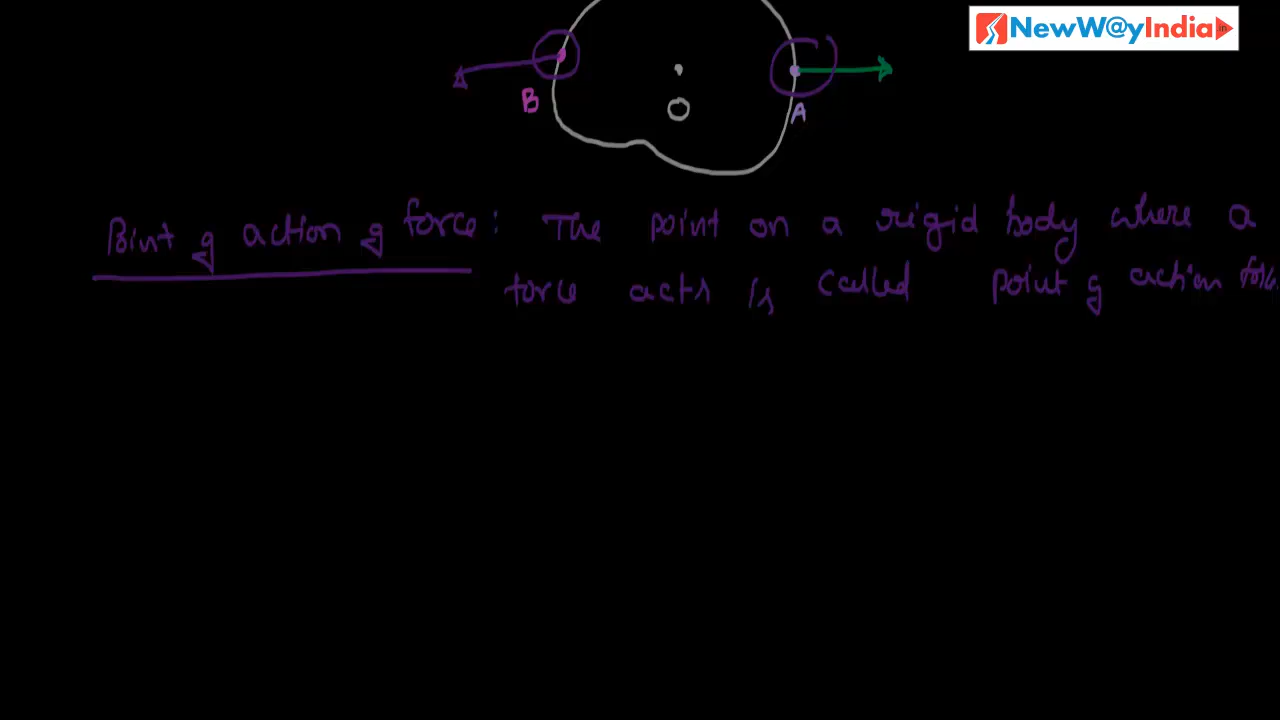 NewW@yIndia.in
B
O
A
Point of action of force: The point on a rigid body where a
force acts is called point of action force